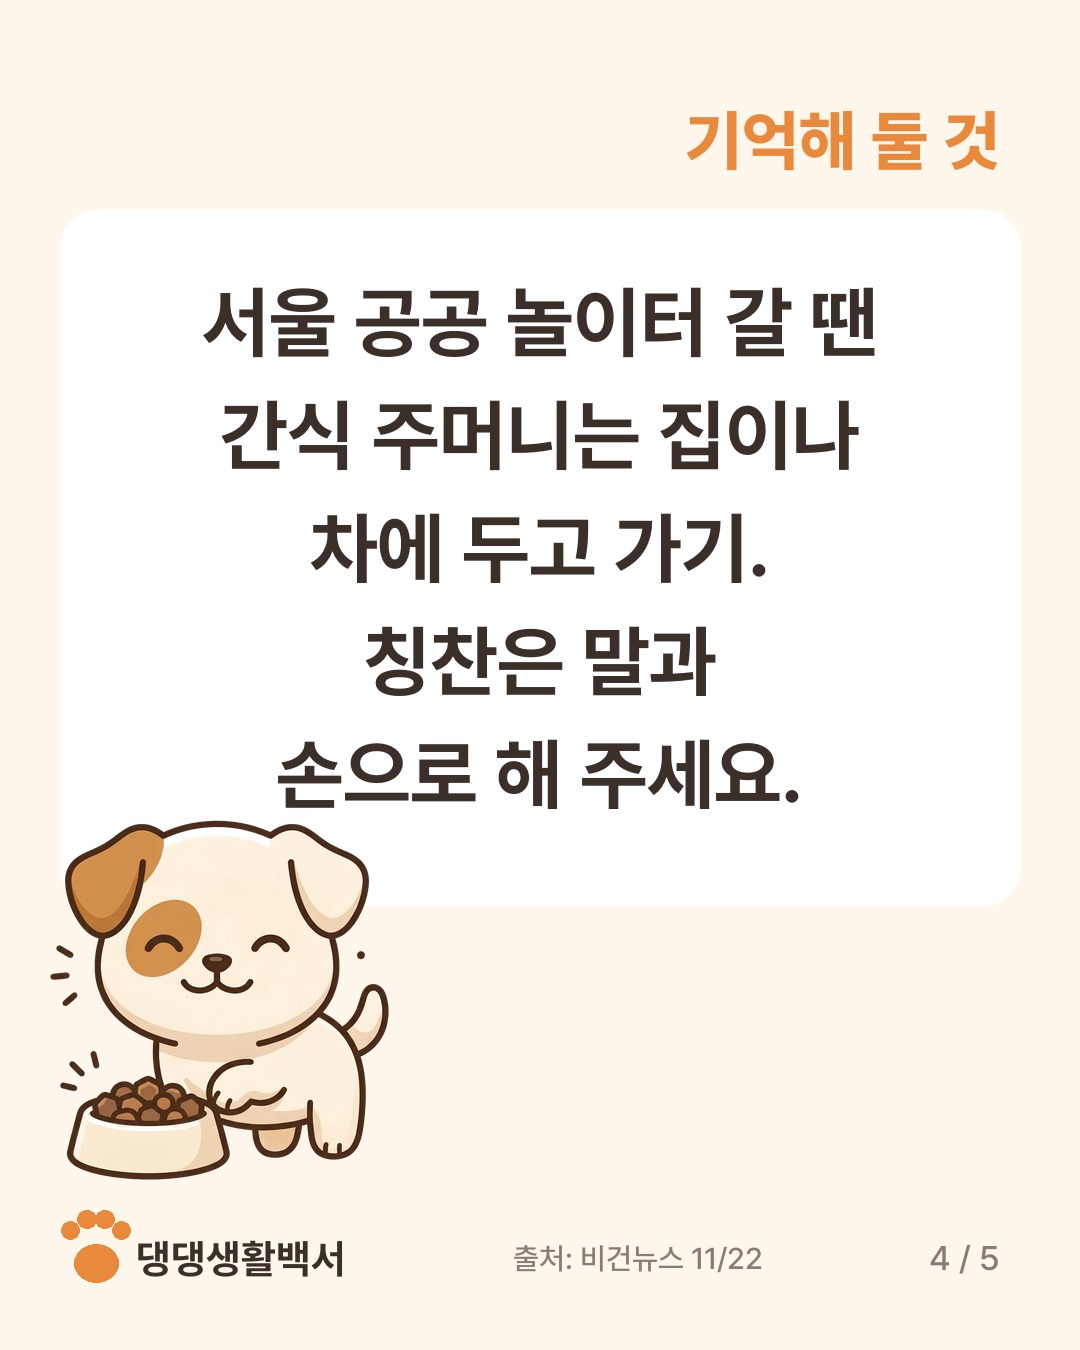 기억해 둘 것
서울 공공 놀이터 갈 땐
간식 주머니는 집이나
차에 두고 가기.
칭찬은 말과
손으로 해 주세요.
댕댕생활백서
출처: 비건뉴스 11/22
4 / 5